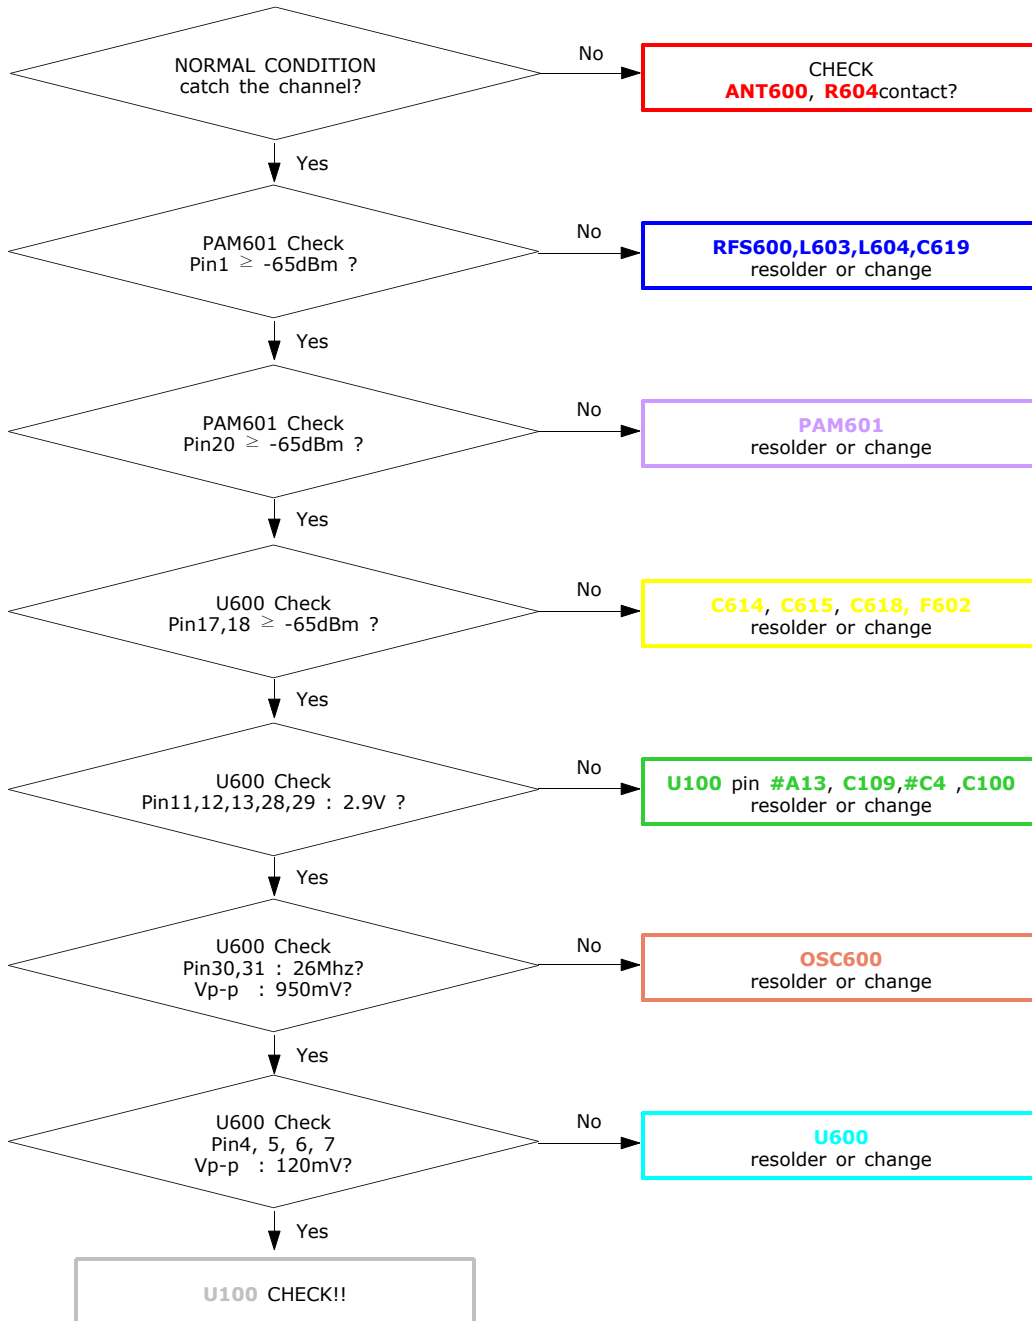 NORMAL CONDITION
catch the channel?
No
CHECK
ANT600, R604contact?
Yes
PAM601 Check
Pin1 ≥ -65dBm ?
No
RFS600,L603,L604,C619
resolder or change
Yes
PAM601 Check
Pin20 ≥ -65dBm ?
No
PAM601
resolder or change
Yes
U600 Check
Pin17,18 ≥ -65dBm ?
No
C614, C615, C618, F602
resolder or change
Yes
U600 Check
Pin11,12,13,28,29 : 2.9V ?
No
U100 pin #A13, C109,#C4 ,C100
resolder or change
Yes
U600 Check
Pin30,31 : 26Mhz?
Vp-p : 950mV?
No
OSC600
resolder or change
Yes
U600 Check
Pin4, 5, 6, 7
Vp-p : 120mV?
No
U600
resolder or change
Yes
U100 CHECK!!